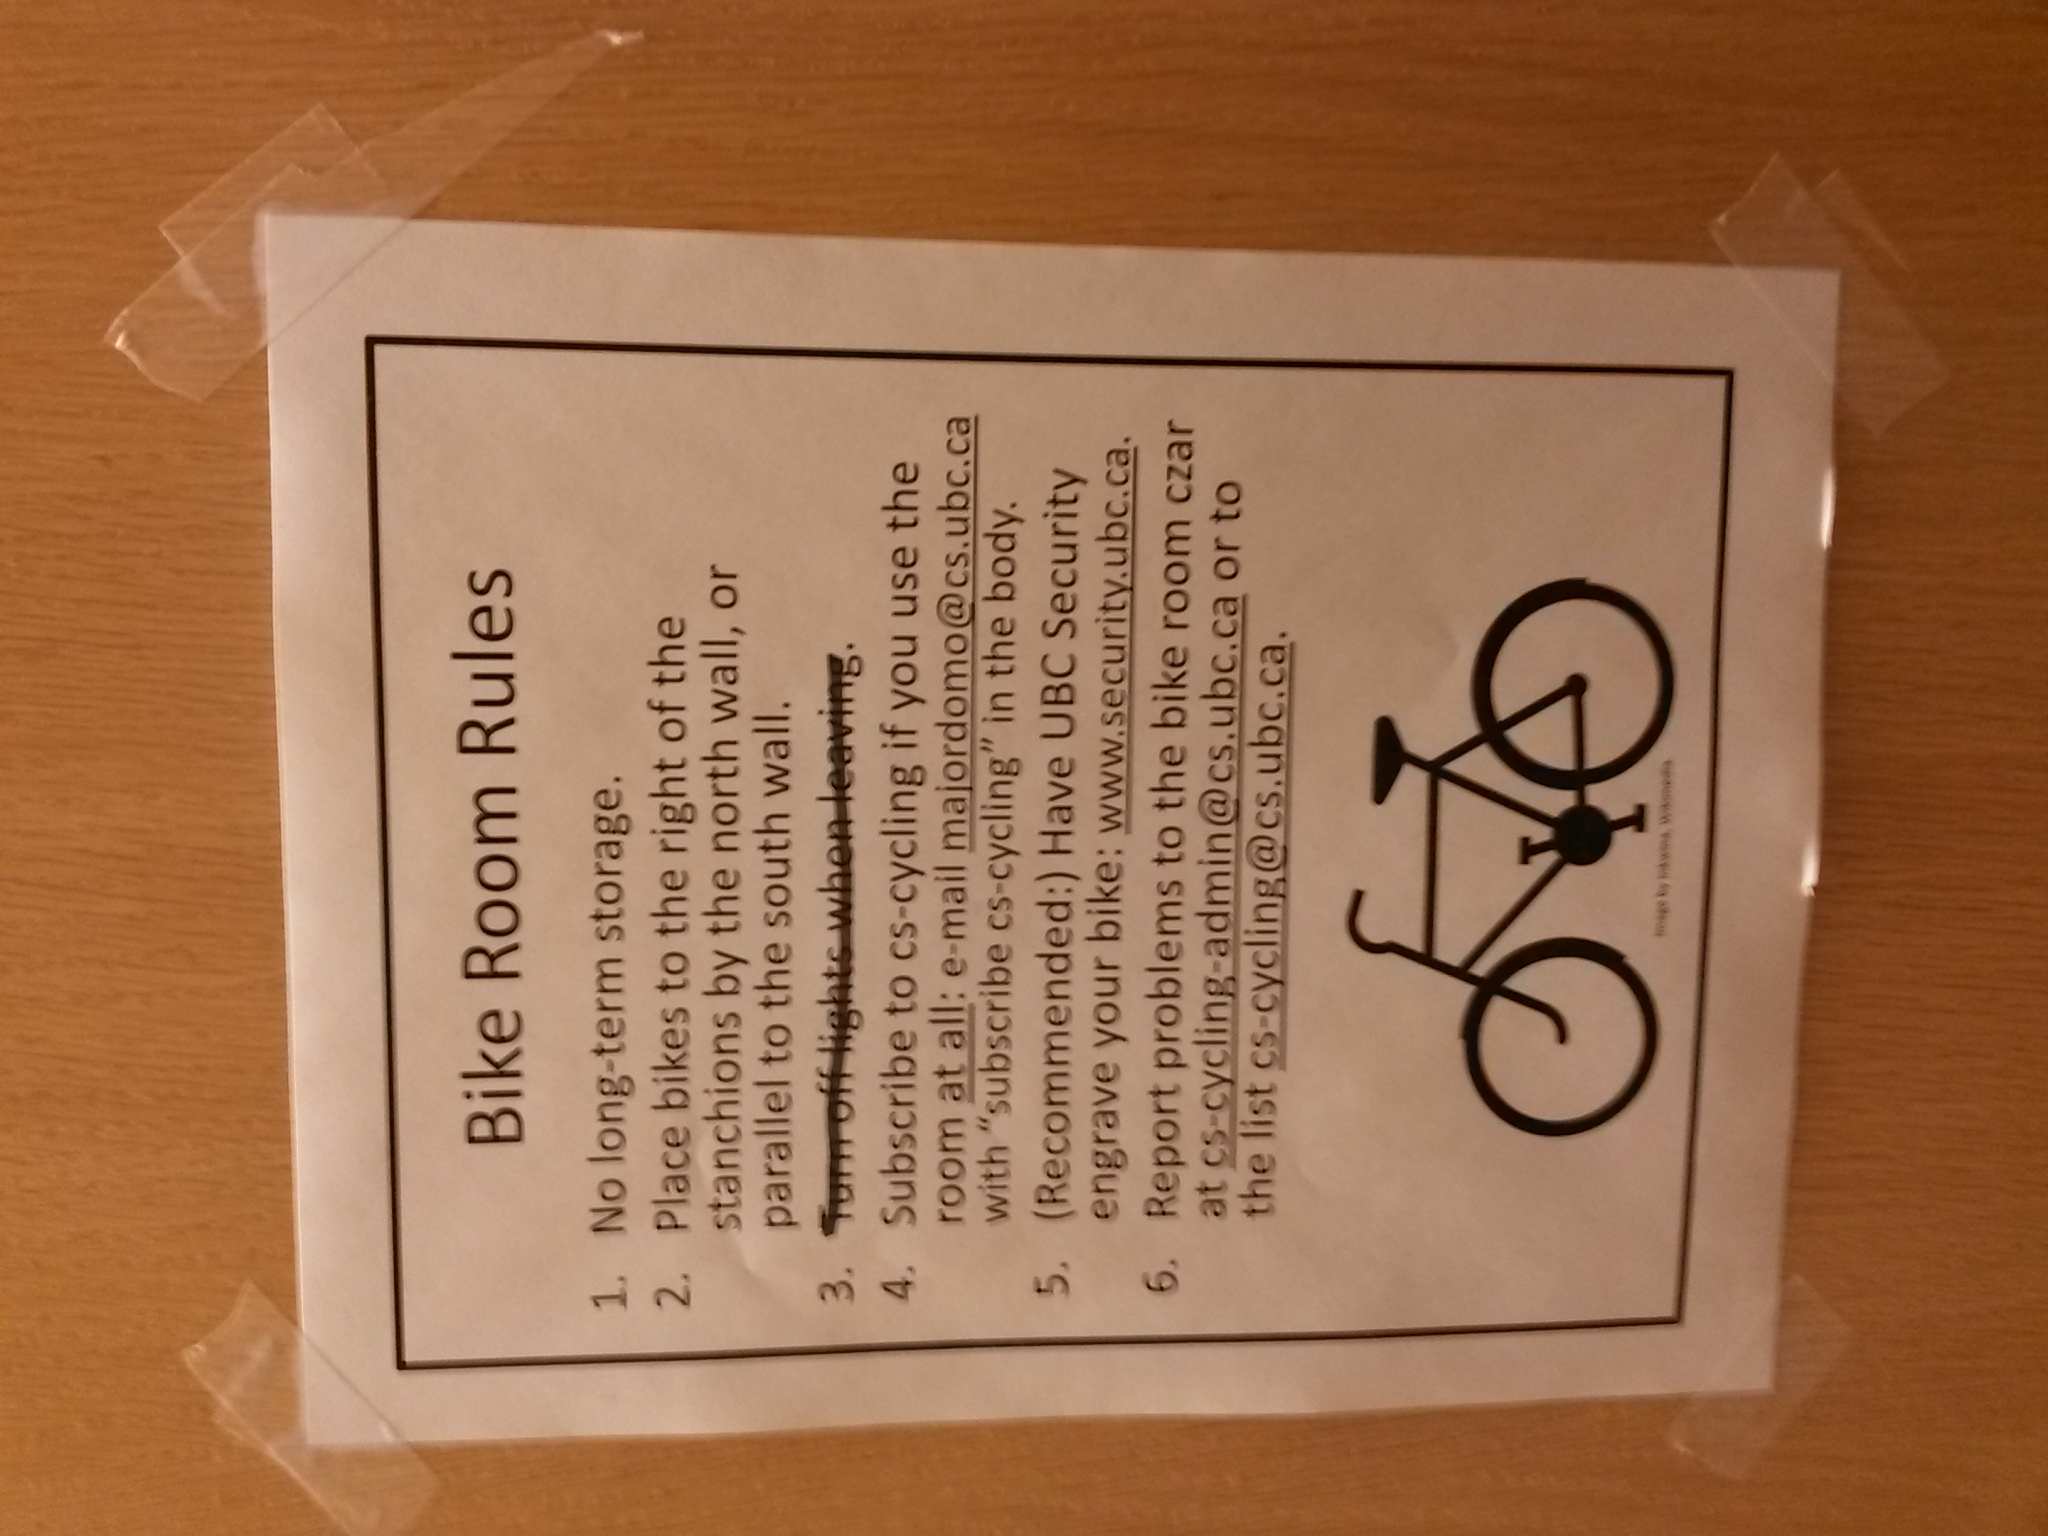 Bike Room Rules
1. No long-term storage.
2. Place bikes to the right of the
stanchions by the north wall, or
parallel to the south wall.
3. Turn off lights when leaving.
4. Subscribe to cs-cycling if you use the
room at all: e-mail majordomo@cs.ubc.ca
with “subscribe cs-cycling” in the body.
5. (Recommended:) Have UBC Security
engrave your bike: www.security.ubc.ca.
6. Report problems to the bike room czar
at cs-cycling-admin@cs.ubc.ca or to
the list cs-cycling@cs.ubc.ca.
Image by Inkwina, Wikimedia